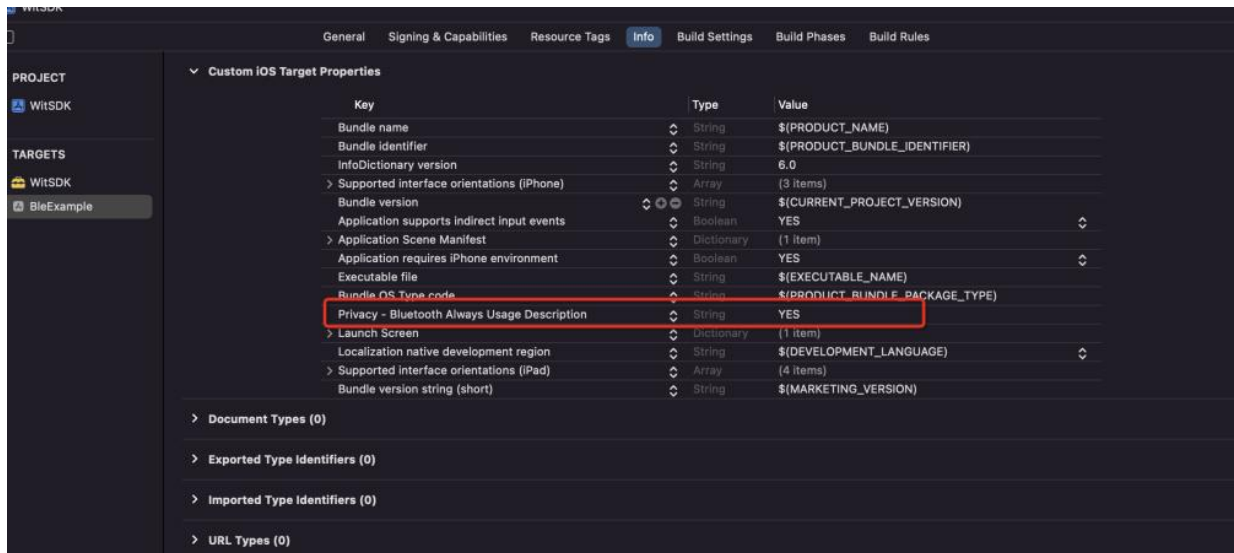 WitSDK
General Signing & Capabilities Resource Tags Info Build Settings Build Phases Build Rules
PROJECT
WitSDK
TARGETS
WitSDK
BleExample
Custom iOS Target Properties
Key Type Value
Bundle name String $(PRODUCT_NAME)
Bundle identifier String $(PRODUCT_BUNDLE_IDENTIFIER)
InfoDictionary version String 6.0
Supported interface orientations (iPhone) Array (3 items)
Bundle version String $(CURRENT_PROJECT_VERSION)
Application supports indirect input events Boolean YES
Application Scene Manifest Dictionary (1 item)
Application requires iPhone environment Boolean YES
Executable file String $(EXECUTABLE_NAME)
Bundle OS Type code String $(PRODUCT_BUNDLE_PACKAGE_TYPE)
Privacy - Bluetooth Always Usage Description String YES
Launch Screen Dictionary (1 item)
Localization native development region String $(DEVELOPMENT_LANGUAGE)
Supported interface orientations (iPad) Array (4 items)
Bundle version string (short) String $(MARKETING_VERSION)
Document Types (0)
Exported Type Identifiers (0)
Imported Type Identifiers (0)
URL Types (0)